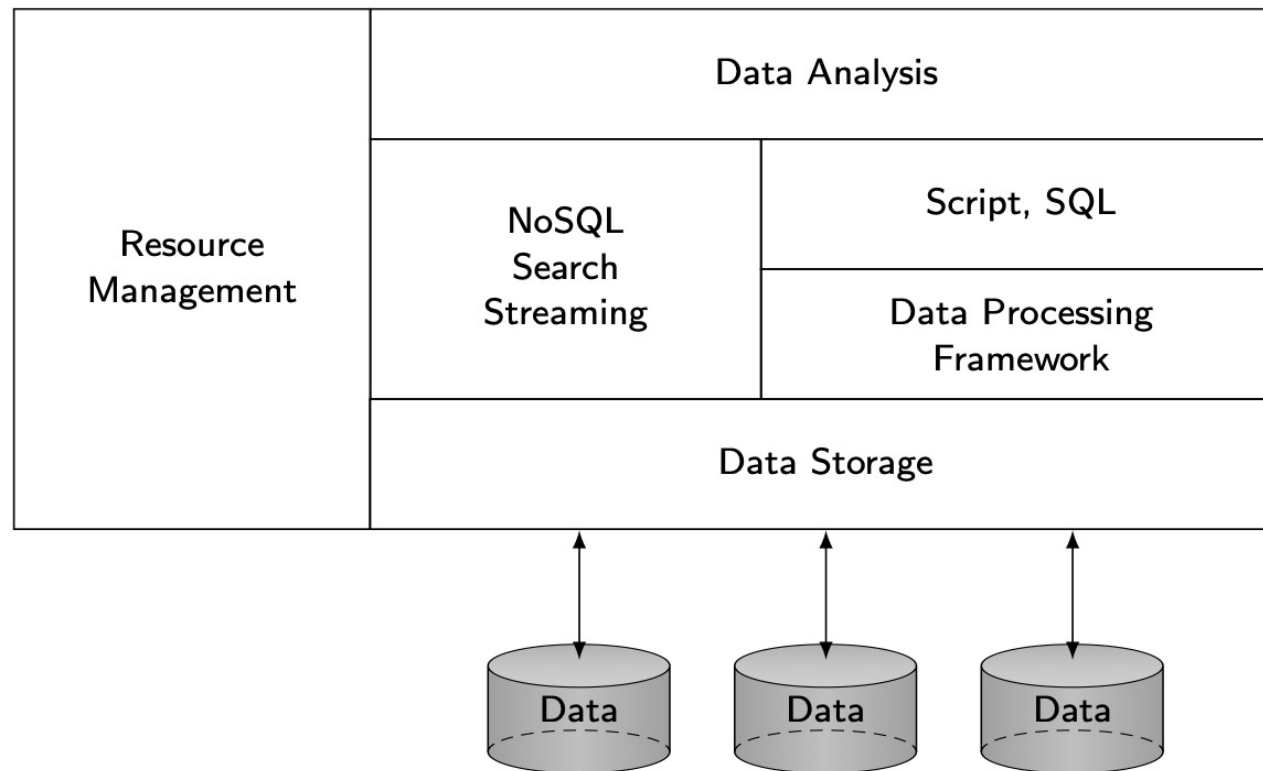 Data Analysis
Resource
Management
NoSQL
Search
Streaming
Script, SQL
Data Processing
Framework
Data Storage
Data
Data
Data